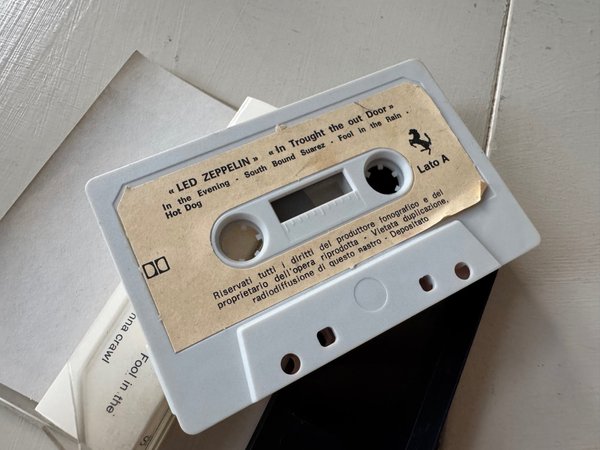 « LED ZEPPELIN »  « In Trought the out Door »
In the Evening - South Bound Suarez - Fool in the Rain -
Hot Dog
Lato A
Riservati tutti i diritti del produttore fonografico e del
proprietario dell'opera riprodotta - Vietata duplicazione,
radiodiffusione di questo nastro - Depositato
nna crawl
Fool in the